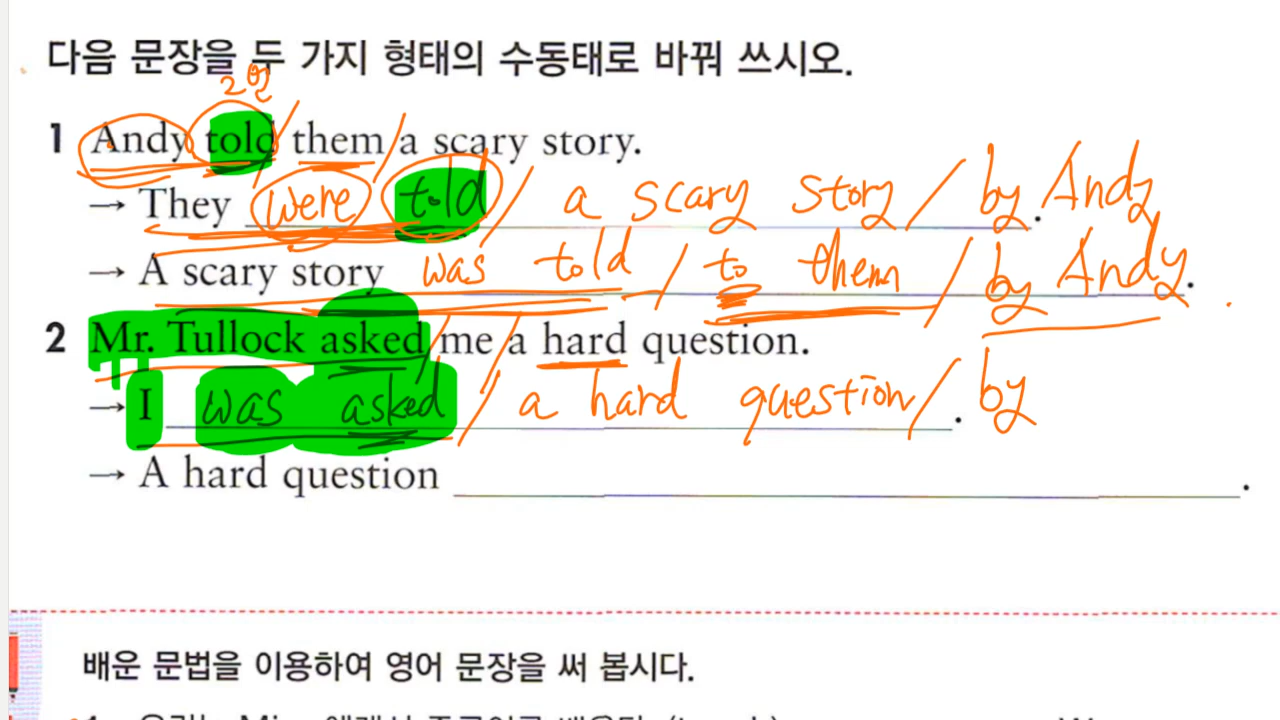 다음 문장을 두 가지 형태의 수동태로 바꿔 쓰시오.
1 Andy told them / a scary story.
→ They were told / a scary story / by Andy.
→ A scary story was told / to them / by Andy.
2 Mr. Tullock asked / me / a hard question.
→ I was asked / a hard question / . by
→ A hard question ____.
배운 문법을 이용하여 영어 문장을 써 봅시다.